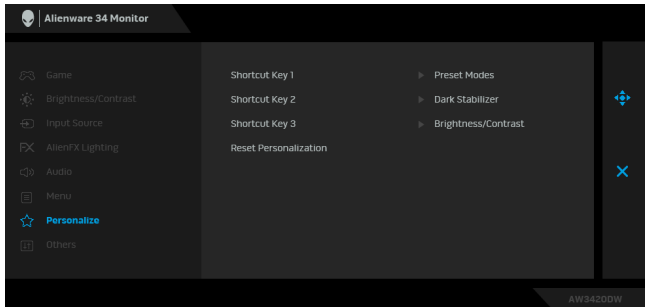 Alienware 34 Monitor
Game
Brightness/Contrast
Input Source
AlienFX Lighting
Audio
Menu
Personalize
Others
Shortcut Key 1 Preset Modes
Shortcut Key 2 Dark Stabilizer
Shortcut Key 3 Brightness/Contrast
Reset Personalization
AW3420DW